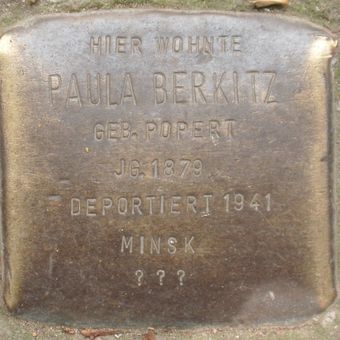 HIER WOHNTE
PAULA BERKITZ
GEB. POPERT
JG. 1879
DEPORTIERT 1941
MINSK
???